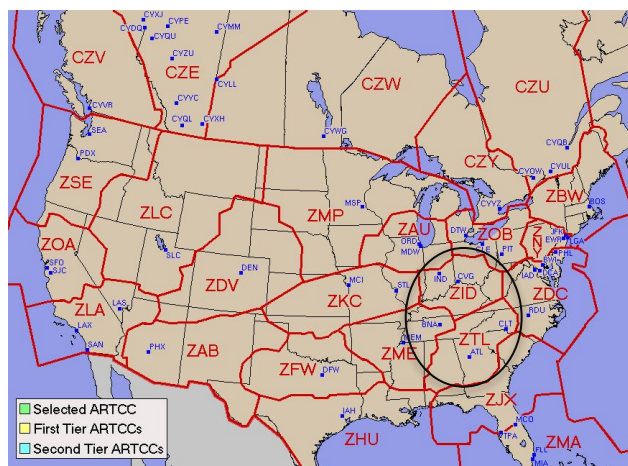 CYXJ
CYPE
CYDQ
CYQU
CYMM
CZV
CYZU
CZE
CYLL
CZW
CZU
CYYC
CYVR
CYQL
CYXH
SEA
CYWG
CYQB
CZY
CYOW
CYUL
PDX
ZSE
ZLC
ZMP
MSP
ZBW
BOS
CYYZ
ZAU
DTW
ZOB
ZNY
JFK
LGA
EWR
ZOA
ORD
MDW
CLE
PIT
PHL
SLC
BWI
SFO
SJC
DEN
ZDV
MCI
IND
CVG
IAD
DCA
ZKC
STL
ZID
ZDC
ZLA
LAS
BNA
CLT
RDU
LAX
ZTL
SAN
PHX
ZAB
MEM
ZME
ATL
ZFW
DFW
ZJX
Selected ARTCC
IAH
MCO
First Tier ARTCCs
ZHU
TPA
ZMA
Second Tier ARTCCs
FLL
MIA